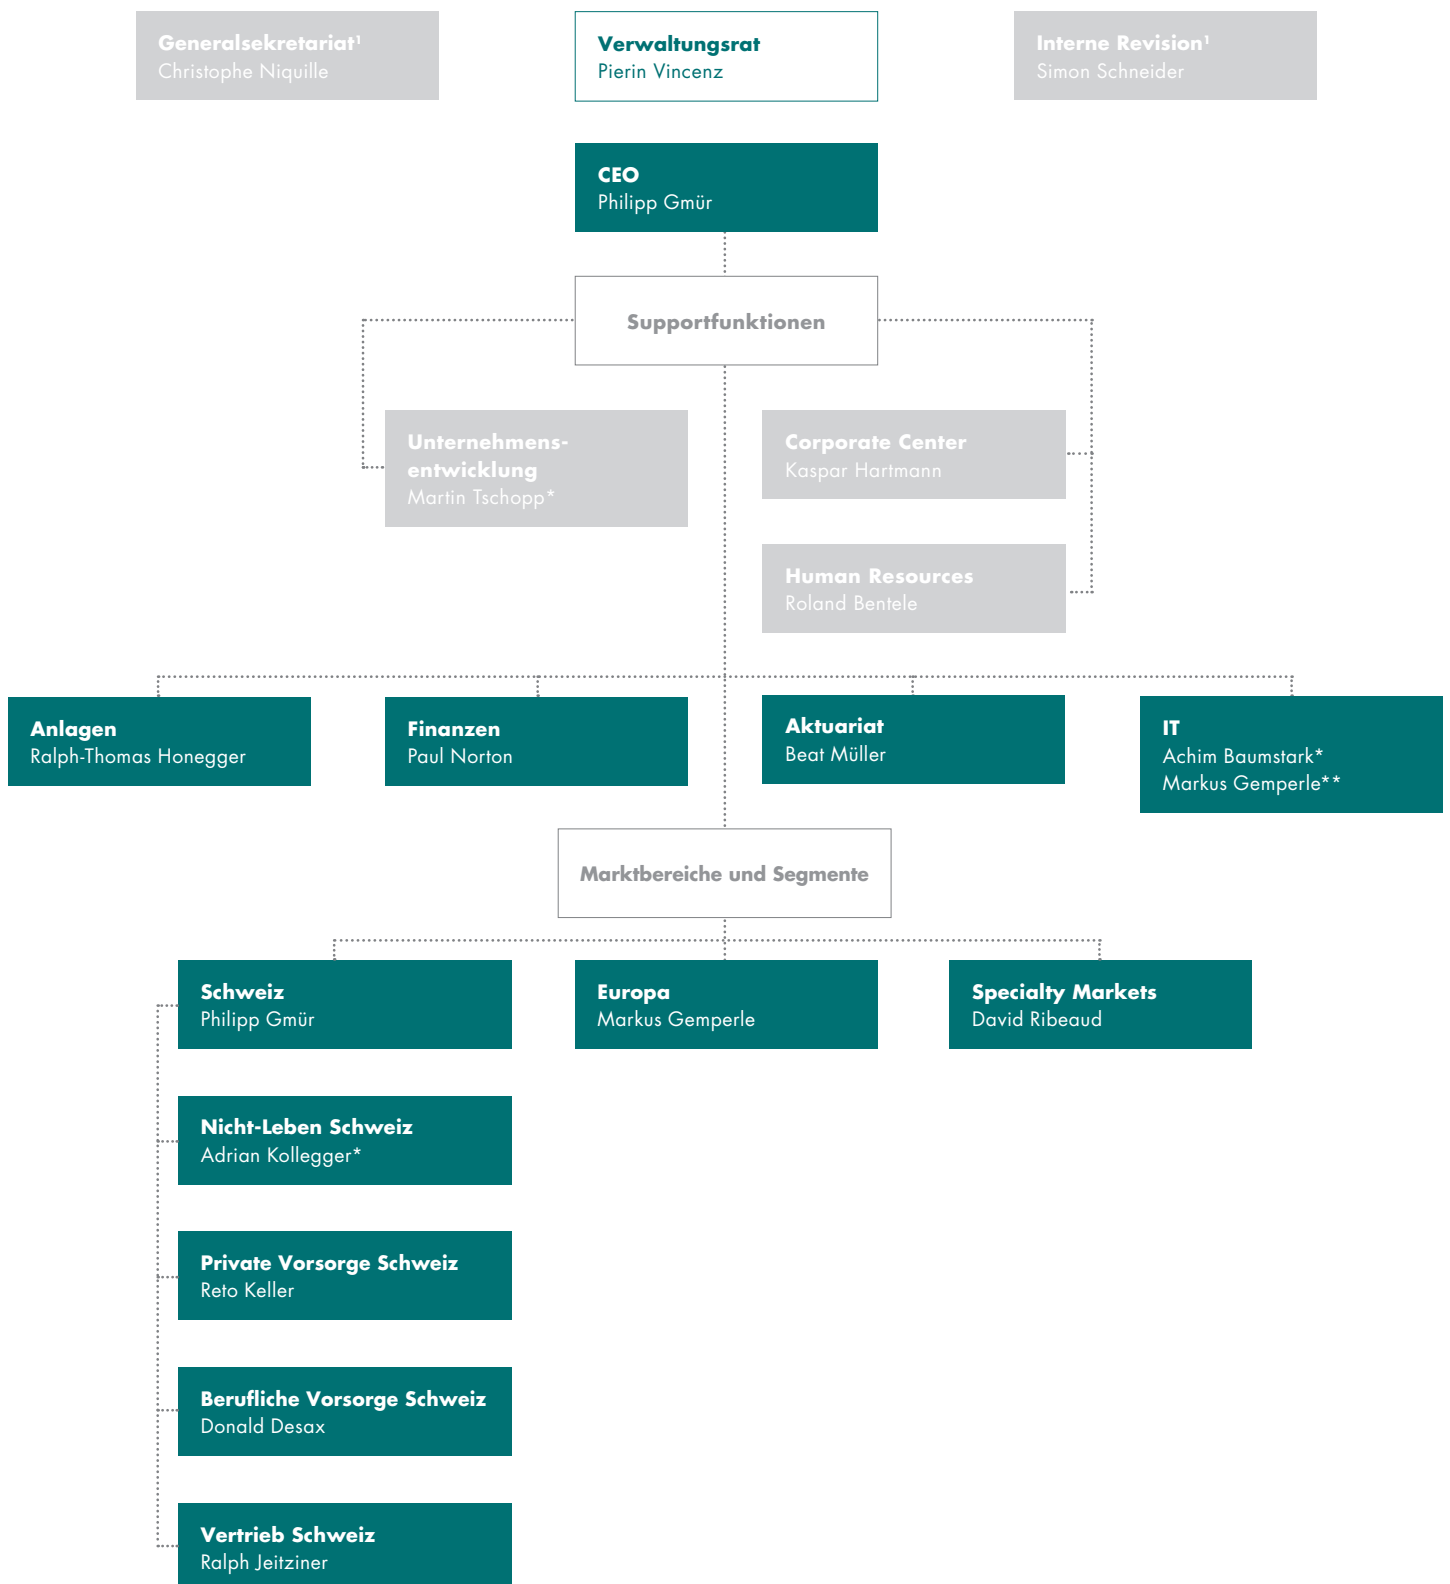 Generalsekretariat¹
Christophe Niquille
Verwaltungsrat
Pierin Vincenz
Interne Revision¹
Simon Schneider
CEO
Philipp Gmür
Supportfunktionen
Unternehmens-
entwicklung
Martin Tschopp*
Corporate Center
Kaspar Hartmann
Human Resources
Roland Bentele
Anlagen
Ralph-Thomas Honegger
Finanzen
Paul Norton
Aktuariat
Beat Müller
IT
Achim Baumstark*
Markus Gemperle**
Marktbereiche und Segmente
Schweiz
Philipp Gmür
Europa
Markus Gemperle
Specialty Markets
David Ribeaud
Nicht-Leben Schweiz
Adrian Kollegger*
Private Vorsorge Schweiz
Reto Keller
Berufliche Vorsorge Schweiz
Donald Desax
Vertrieb Schweiz
Ralph Jeitziner